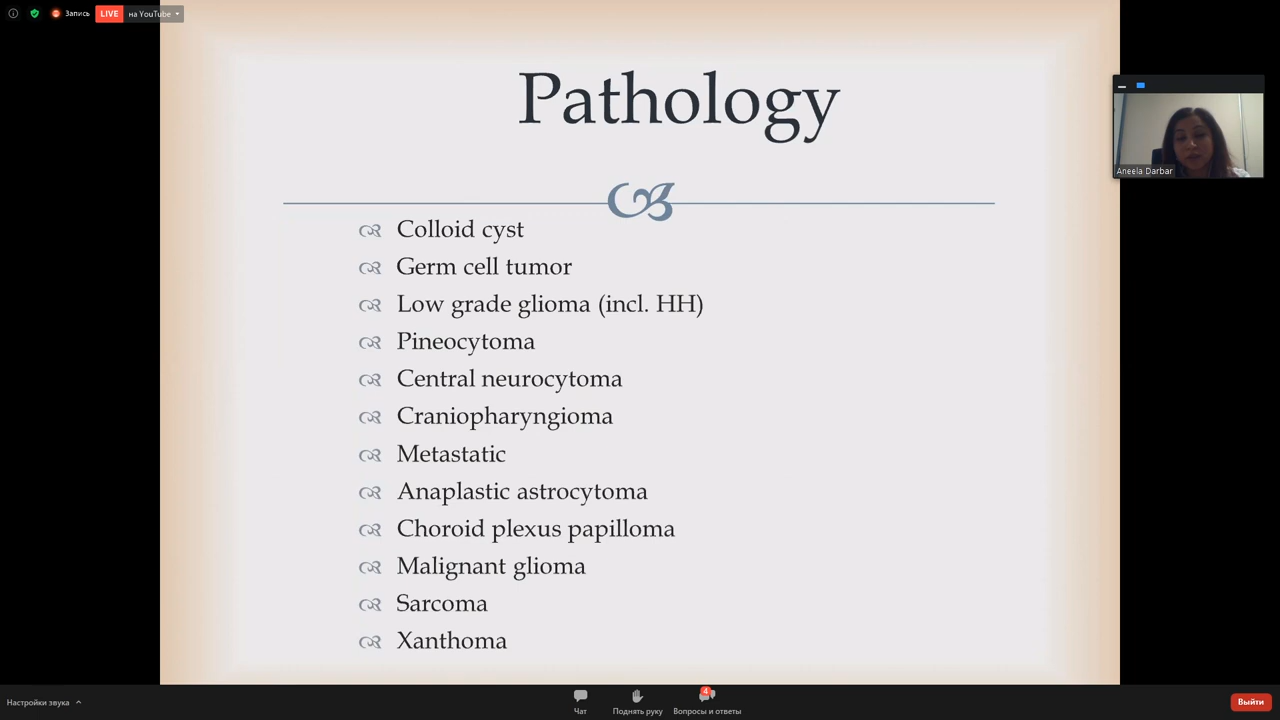 Запись
LIVE на YouTube
Pathology
Colloid cyst
Germ cell tumor
Low grade glioma (incl. HH)
Pineocytoma
Central neurocytoma
Craniopharyngioma
Metastatic
Anaplastic astrocytoma
Choroid plexus papilloma
Malignant glioma
Sarcoma
Xanthoma
Aneela Darbar
Настройки звука
Чат
Поднять руку
4
Вопросы и ответы
Выйти